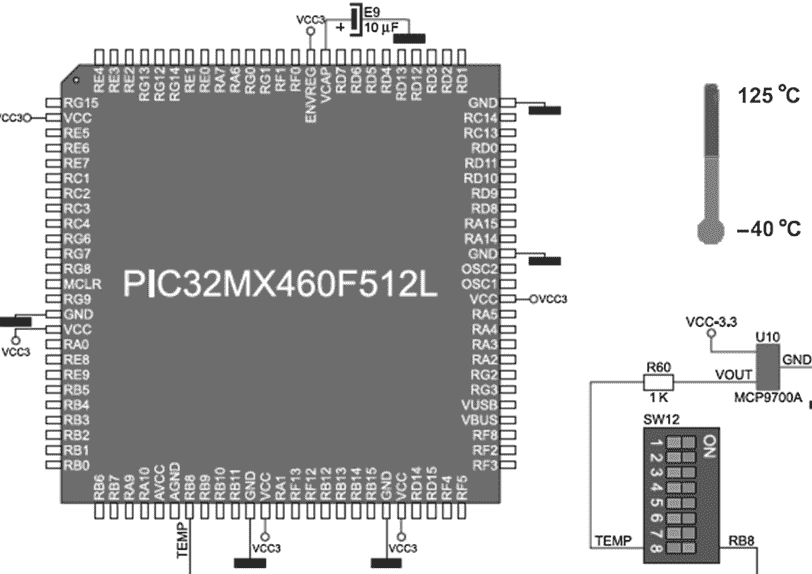 VCC3
E9
+
10 µF
RE4 RE3 RE2 RG13 RG12 RG14 RE1 RE0 RA7 RA6 RG0 RG1 RF1 RF0 ENVREG VCAP RD7 RD6 RD5 RD4 RD13 RD12 RD3 RD2 RD1
VCC3
RG15
VCC
RE5
RE6
RE7
RC1
RC2
RC3
RC4
RG6
RG7
RG8
MCLR
RG9
GND
VCC
VCC3
RA0
RE8
RE9
RB5
RB4
RB3
RB2
RB1
RB0
PIC32MX460F512L
GND
RC14
RC13
RD0
RD11
RD10
RD9
RD8
RA15
RA14
GND
OSC2
OSC1
VCC
VCC3
RA5
RA4
RA3
RA2
RG2
RG3
VUSB
VBUS
RF8
RF2
RF3
RB6 RB7 RA9 RA10 AVCC AGND RB8 RB9 RB10 RB11 GND VCC RA1 RF13 RF12 RB12 RB13 RB14 RB15 GND VCC RD14 RD15 RF4 RF5
TEMP
VCC3
VCC3
125 °C
–40 °C
VCC-3.3
U10
GND
VOUT
MCP9700A
R60
1 K
SW12
ON
1
2
3
4
5
6
7
8
TEMP
RB8